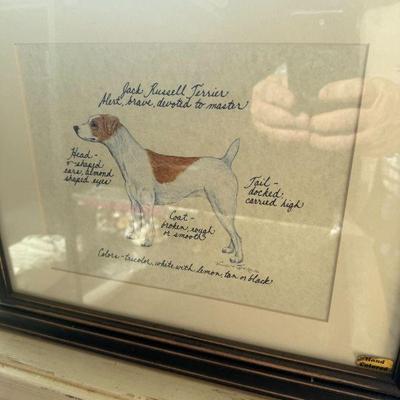 Jack Russell Terrier
Alert, brave, devoted to master
Head -
v-shaped
ears, almond
shaped eyes
Tail -
docked;
carried high
Coat -
broken, rough
or smooth
Colors - tricolor, white with lemon, tan or black
Hand
Colored